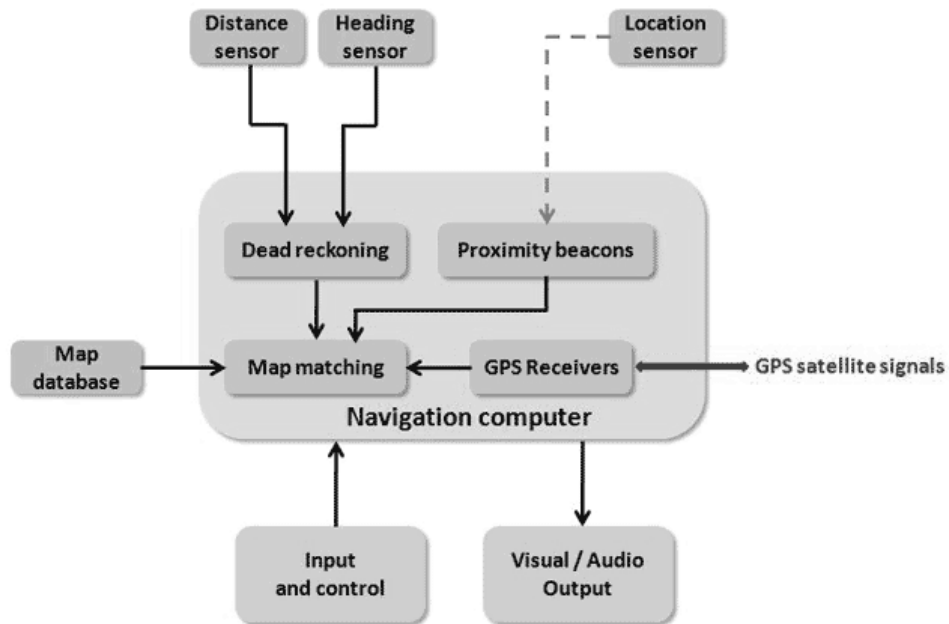 Distance
sensor
Heading
sensor
Location
sensor
Dead reckoning
Proximity beacons
Map
database
Map matching
GPS Receivers
GPS satellite signals
Navigation computer
Input
and control
Visual / Audio
Output